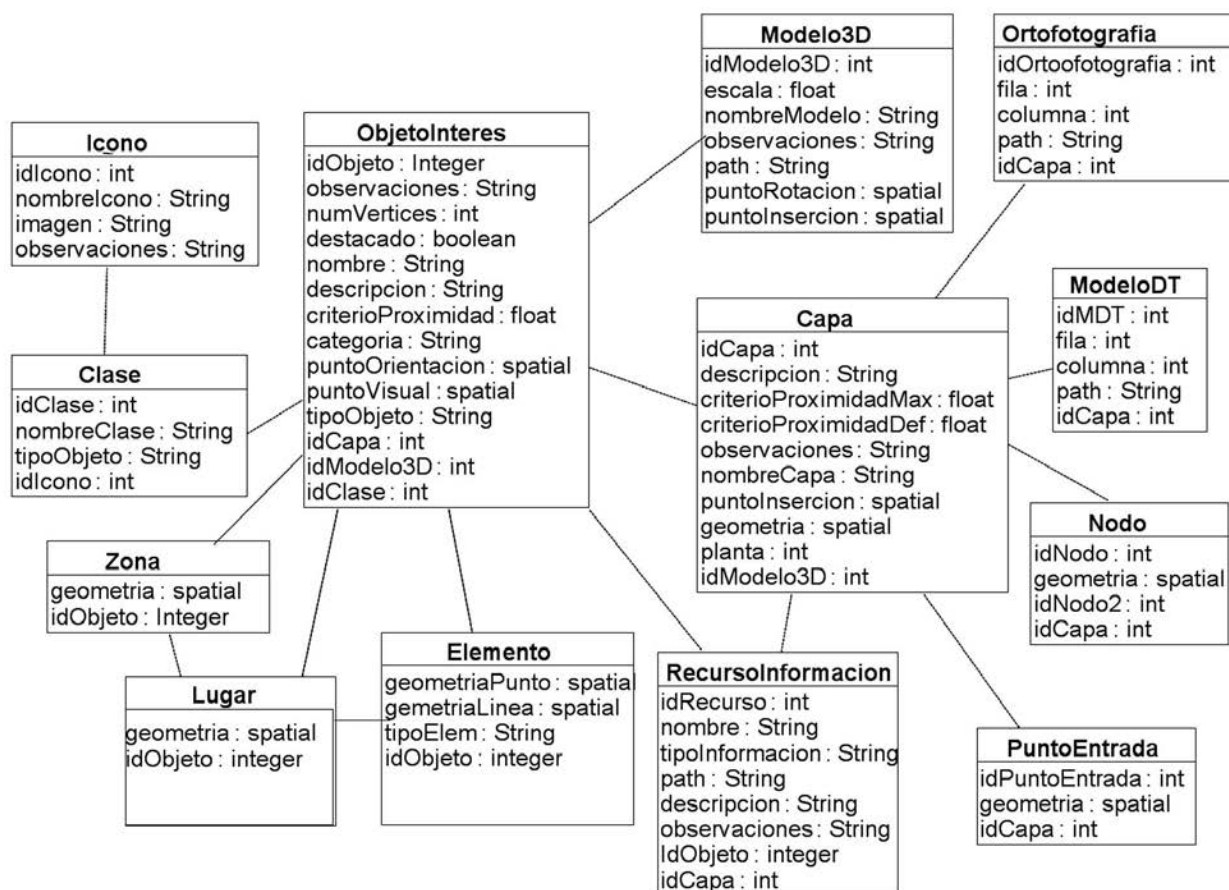 Modelo3D
idModelo3D : int
escala : float
nombreModelo : String
observaciones : String
path : String
puntoRotacion : spatial
puntoInsercion : spatial
Ortofotografia
idOrtoofotografia : int
fila : int
columna : int
path : String
idCapa : int
Icono
idIcono : int
nombreIcono : String
imagen : String
observaciones : String
ObjetoInteres
idObjeto : Integer
observaciones : String
numVertices : int
destacado : boolean
nombre : String
descripcion : String
criterioProximidad : float
categoria : String
puntoOrientacion : spatial
puntoVisual : spatial
tipoObjeto : String
idCapa : int
idModelo3D : int
idClase : int
ModeloDT
idMDT : int
fila : int
columna : int
path : String
idCapa : int
Capa
idCapa : int
descripcion : String
criterioProximidadMax : float
criterioProximidadDef : float
observaciones : String
nombreCapa : String
puntoInsercion : spatial
geometria : spatial
planta : int
idModelo3D : int
Clase
idClase : int
nombreClase : String
tipoObjeto : String
idIcono : int
Nodo
idNodo : int
geometria : spatial
idNodo2 : int
idCapa : int
Zona
geometria : spatial
idObjeto : Integer
Elemento
geometriaPunto : spatial
gemetriaLinea : spatial
tipoElem : String
idObjeto : integer
Lugar
geometria : spatial
idObjeto : integer
RecursoInformacion
idRecurso : int
nombre : String
tipoInformacion : String
path : String
descripcion : String
observaciones : String
IdObjeto : integer
idCapa : int
PuntoEntrada
idPuntoEntrada : int
geometria : spatial
idCapa : int